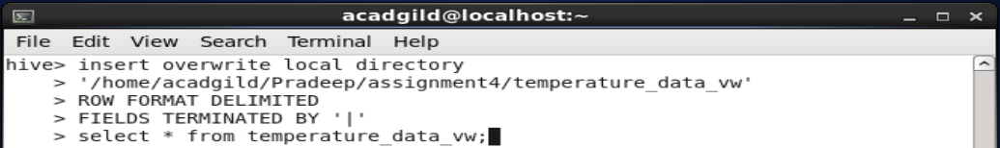 acadgild@localhost:~
File Edit View Search Terminal Help
hive> insert overwrite local directory
    > '/home/acadgild/Pradeep/assignment4/temperature_data_vw'
    > ROW FORMAT DELIMITED
    > FIELDS TERMINATED BY '|'
    > select * from temperature_data_vw;